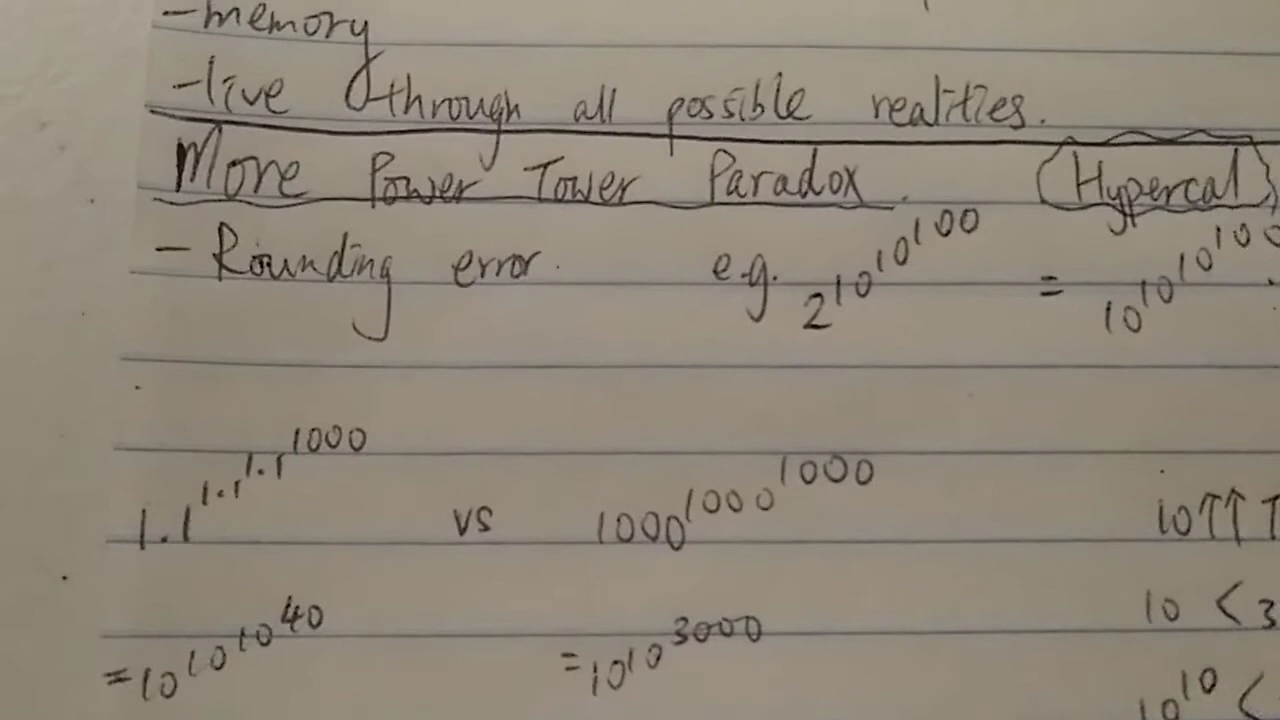 -memory
-live through all possible realities.
More Power Tower Paradox. (Hypercal)
- Rounding error. e.g. 2^10^10^100 = 10^10^10^100
1.1^1.1^1.1^1000 vs 1000^1000^1000 10↑↑↑
=10^10^10^40 =10^10^3000 10 < 3
10^10 <